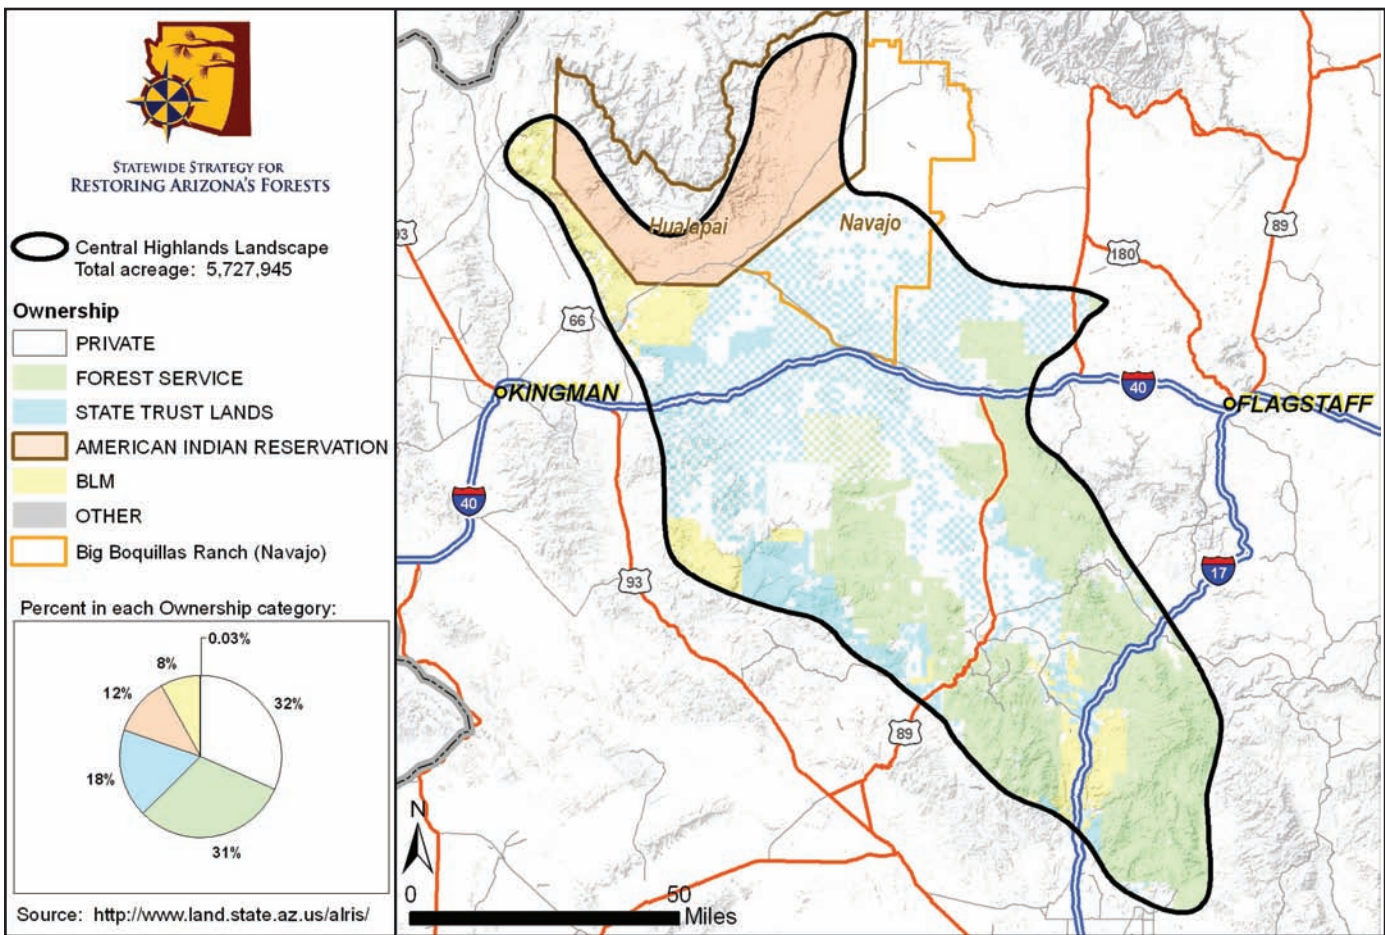 STATEWIDE STRATEGY FOR
RESTORING ARIZONA'S FORESTS
Central Highlands Landscape
Total acreage: 5,727,945
Ownership
PRIVATE
FOREST SERVICE
STATE TRUST LANDS
AMERICAN INDIAN RESERVATION
BLM
OTHER
Big Boquillas Ranch (Navajo)
Percent in each Ownership category:
0.03%
8%
12%
32%
18%
31%
Source: http://www.land.state.az.us/alris/
Hualapai
Navajo
93
89
180
66
KINGMAN
40
FLAGSTAFF
40
93
17
89
N
0
50
Miles